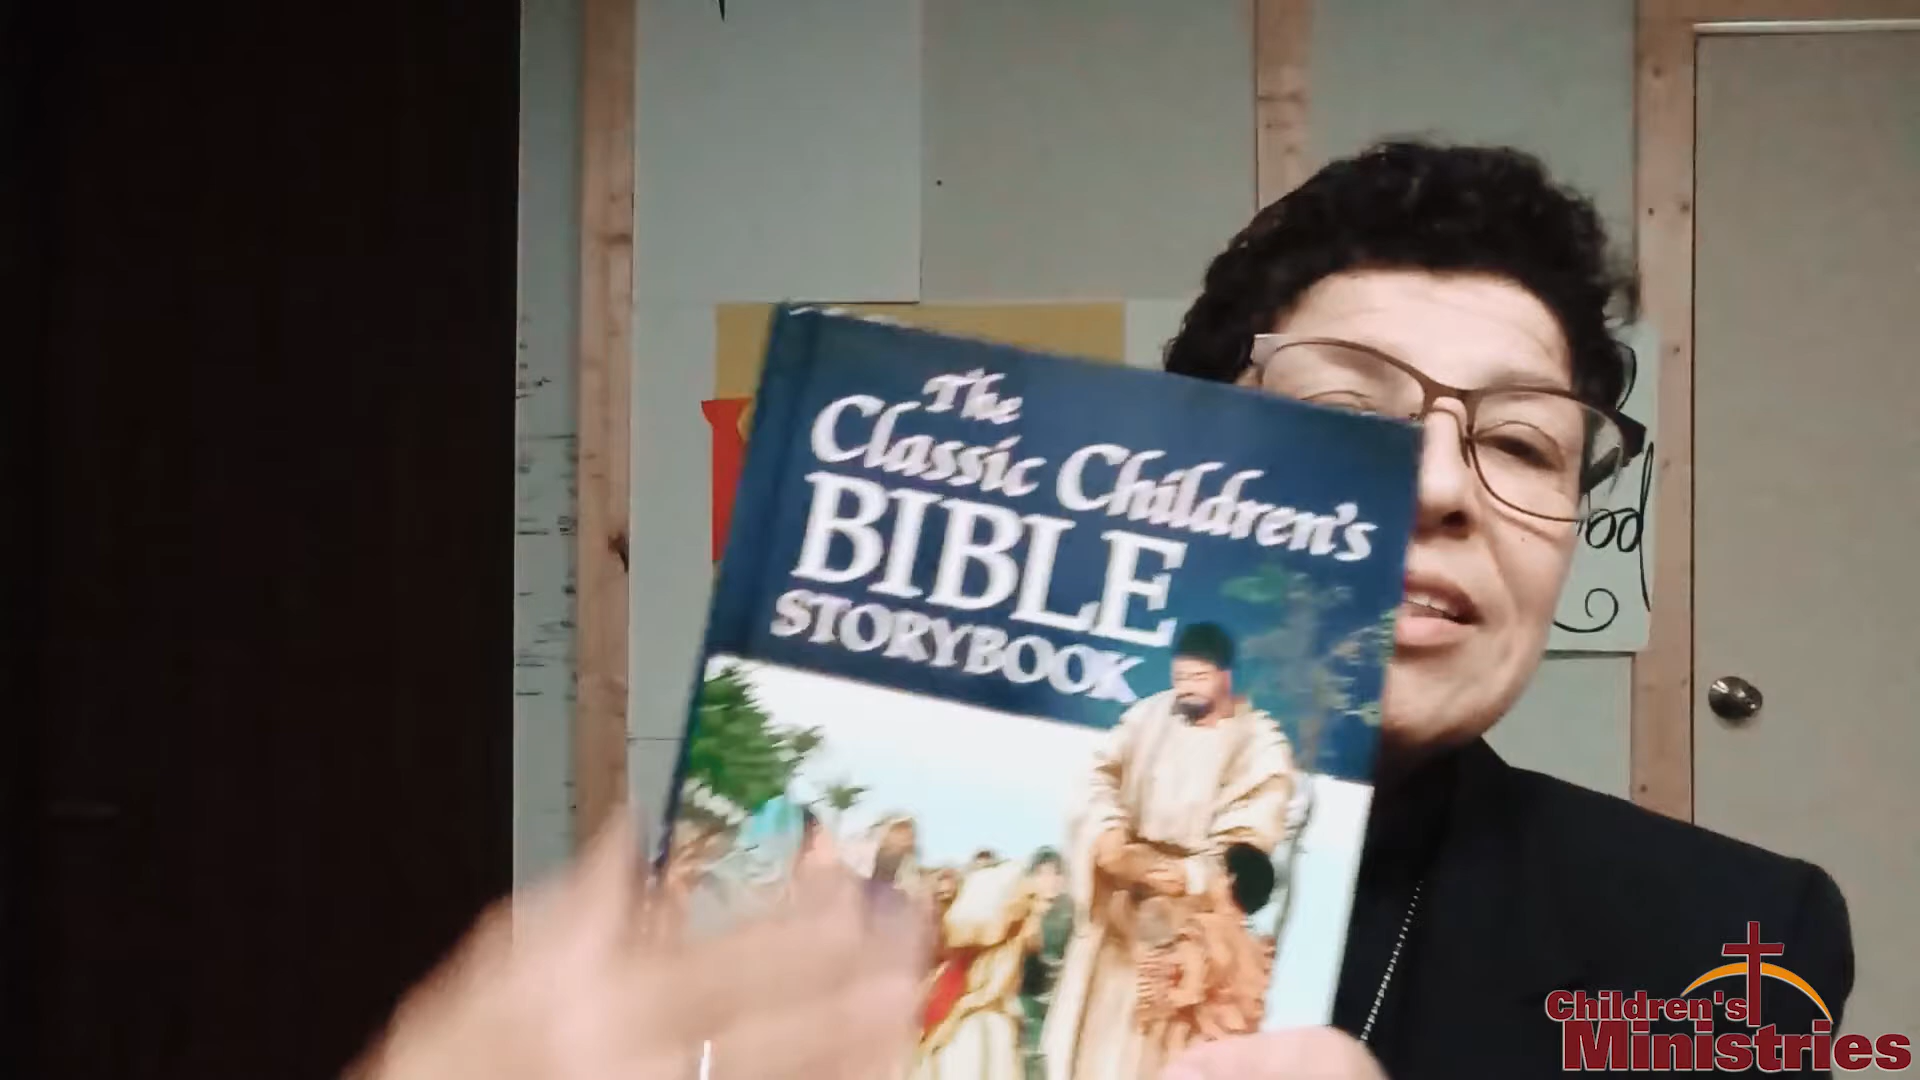 The
Classic Children's
BIBLE
STORYBOOK
Children's
Ministries